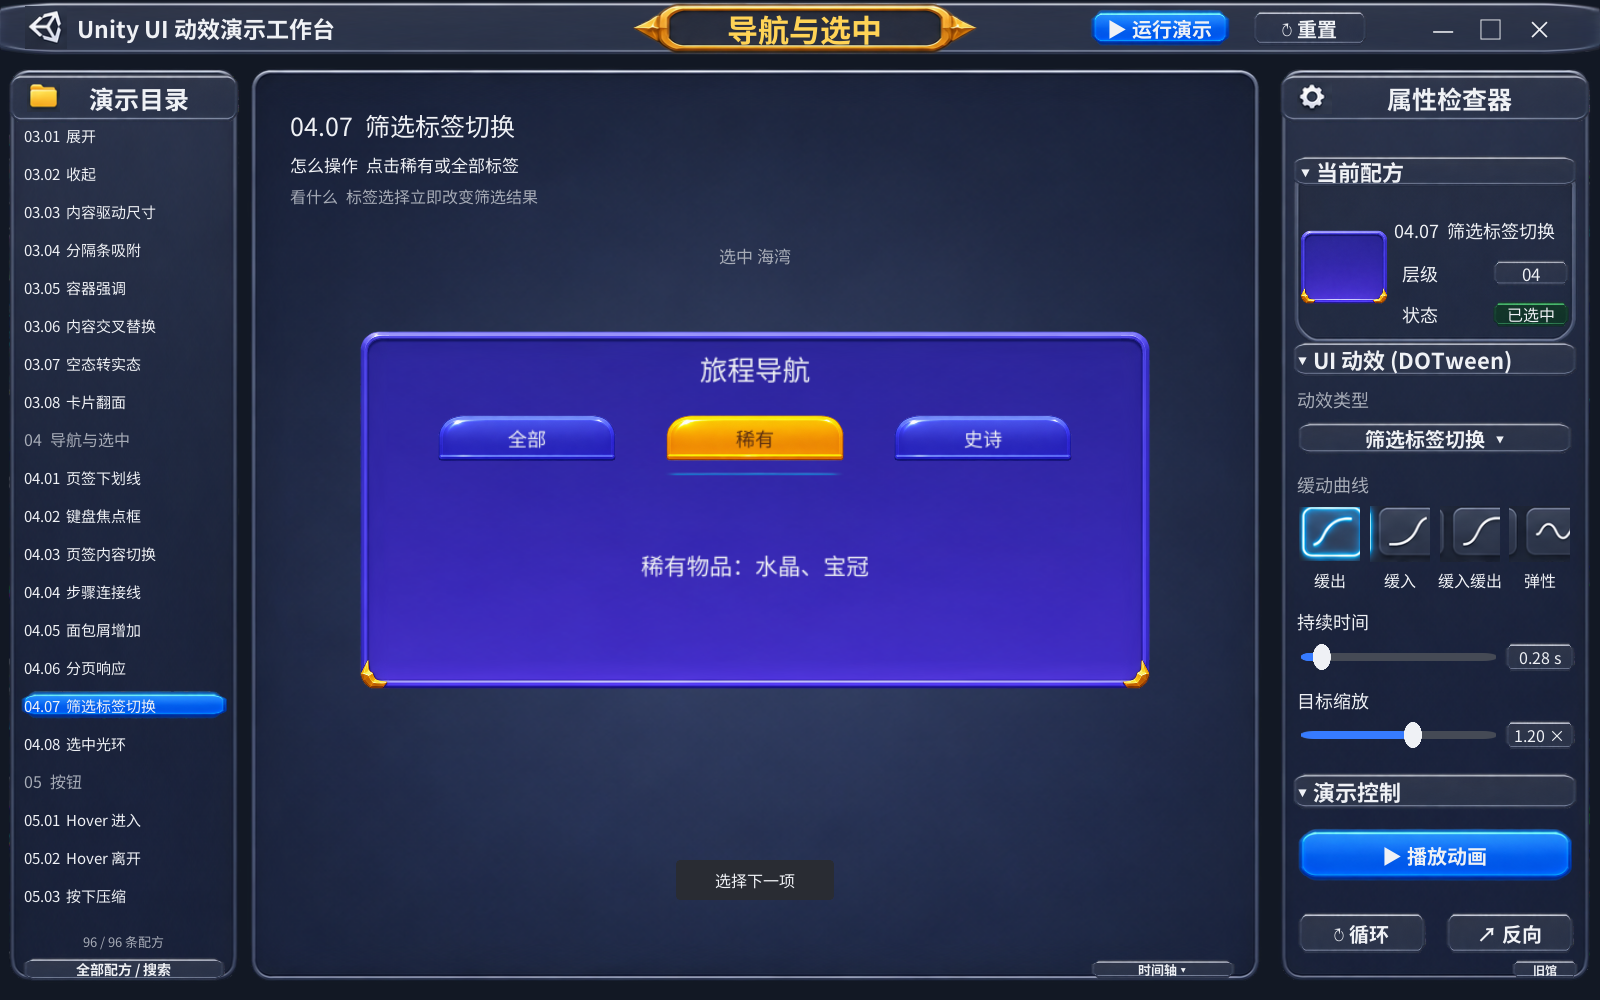 Unity UI 动效演示工作台
导航与选中
▶ 运行演示
重置
演示目录
03.01 展开
03.02 收起
03.03 内容驱动尺寸
03.04 分隔条吸附
03.05 容器强调
03.06 内容交叉替换
03.07 空态转实态
03.08 卡片翻面
04 导航与选中
04.01 页签下划线
04.02 键盘焦点框
04.03 页签内容切换
04.04 步骤连接线
04.05 面包屑增加
04.06 分页响应
04.07 筛选标签切换
04.08 选中光环
05 按钮
05.01 Hover 进入
05.02 Hover 离开
05.03 按下压缩
96 / 96 条配方
全部配方 / 搜索
04.07 筛选标签切换
怎么操作 点击稀有或全部标签
看什么 标签选择立即改变筛选结果
选中 海湾
旅程导航
全部
稀有
史诗
稀有物品：水晶、宝冠
选择下一项
时间轴 ▾
属性检查器
▾ 当前配方
04.07 筛选标签切换
层级 04
状态 已选中
▾ UI 动效 (DOTween)
动效类型
筛选标签切换 ▾
缓动曲线
缓出 缓入 缓入缓出 弹性
持续时间
0.28 s
目标缩放
1.20 ×
▾ 演示控制
▶ 播放动画
循环
↗ 反向
旧馆